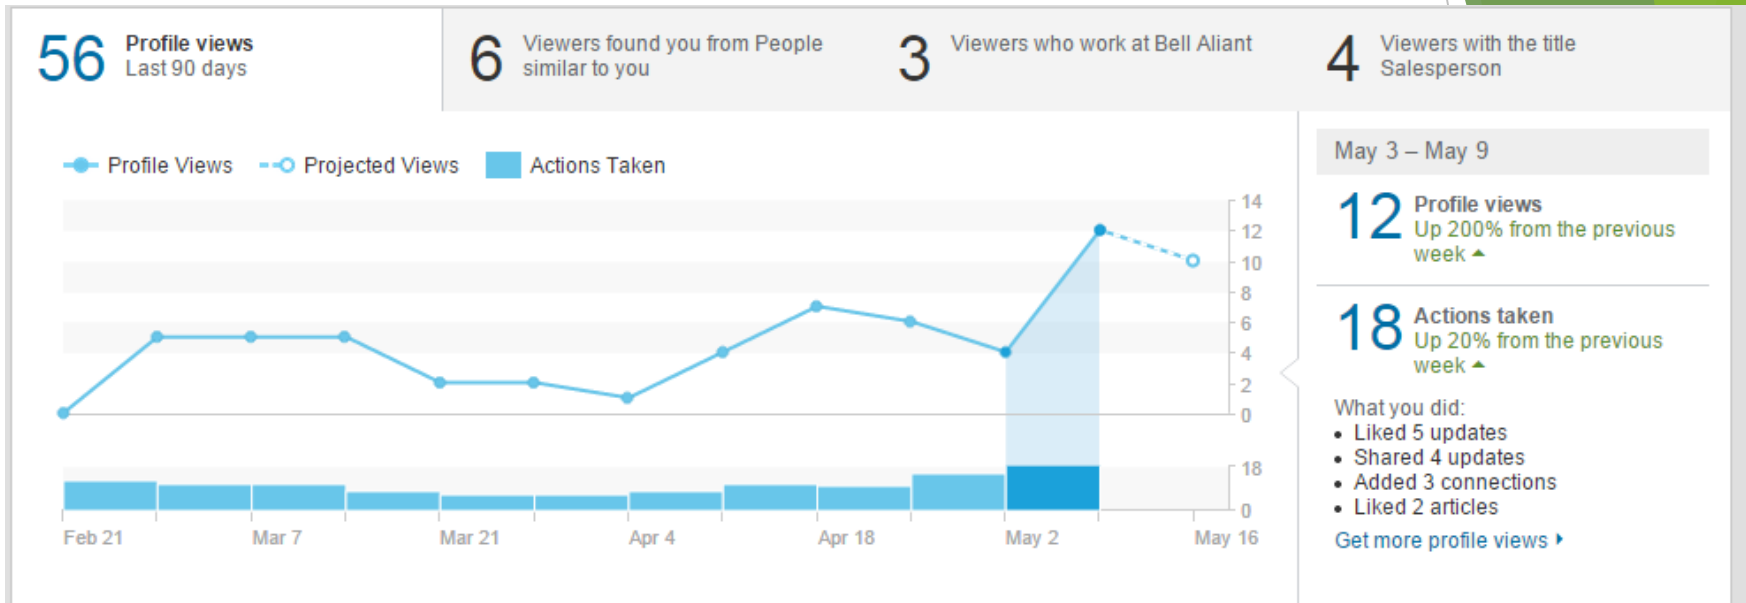 56 Profile views
Last 90 days
6 Viewers found you from People
similar to you
3 Viewers who work at Bell Aliant
4 Viewers with the title
Salesperson
Profile Views Projected Views Actions Taken
14
12
10
8
6
4
2
0
18
0
Feb 21 Mar 7 Mar 21 Apr 4 Apr 18 May 2 May 16
May 3 – May 9
12 Profile views
Up 200% from the previous
week
18 Actions taken
Up 20% from the previous
week
What you did:
• Liked 5 updates
• Shared 4 updates
• Added 3 connections
• Liked 2 articles
Get more profile views